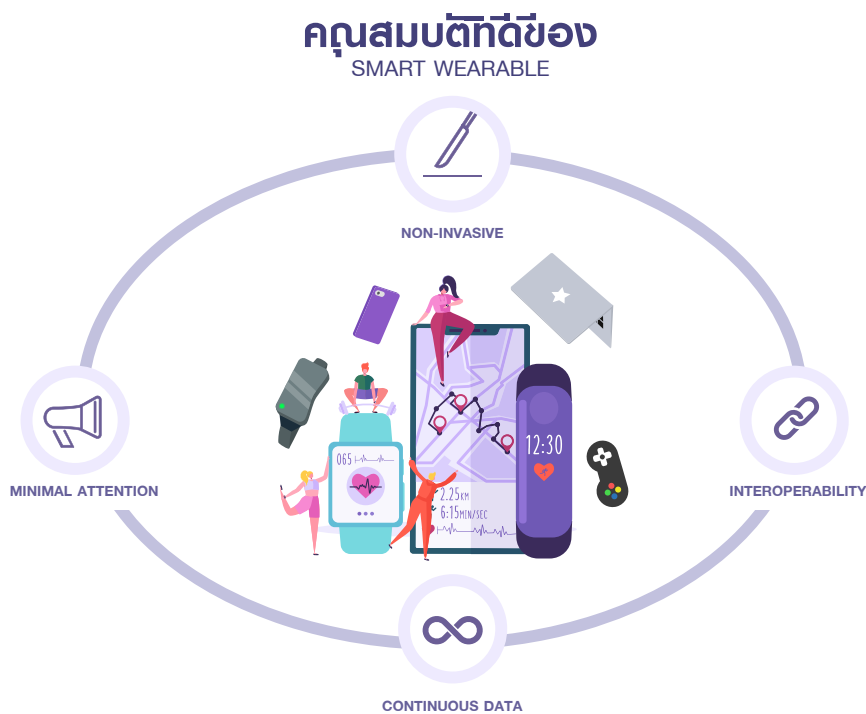 คุณสมบัติที่ดีของ
SMART WEARABLE
NON-INVASIVE
MINIMAL ATTENTION
INTEROPERABILITY
065
12:30
2.25KM
6:15MIN/SEC
CONTINUOUS DATA